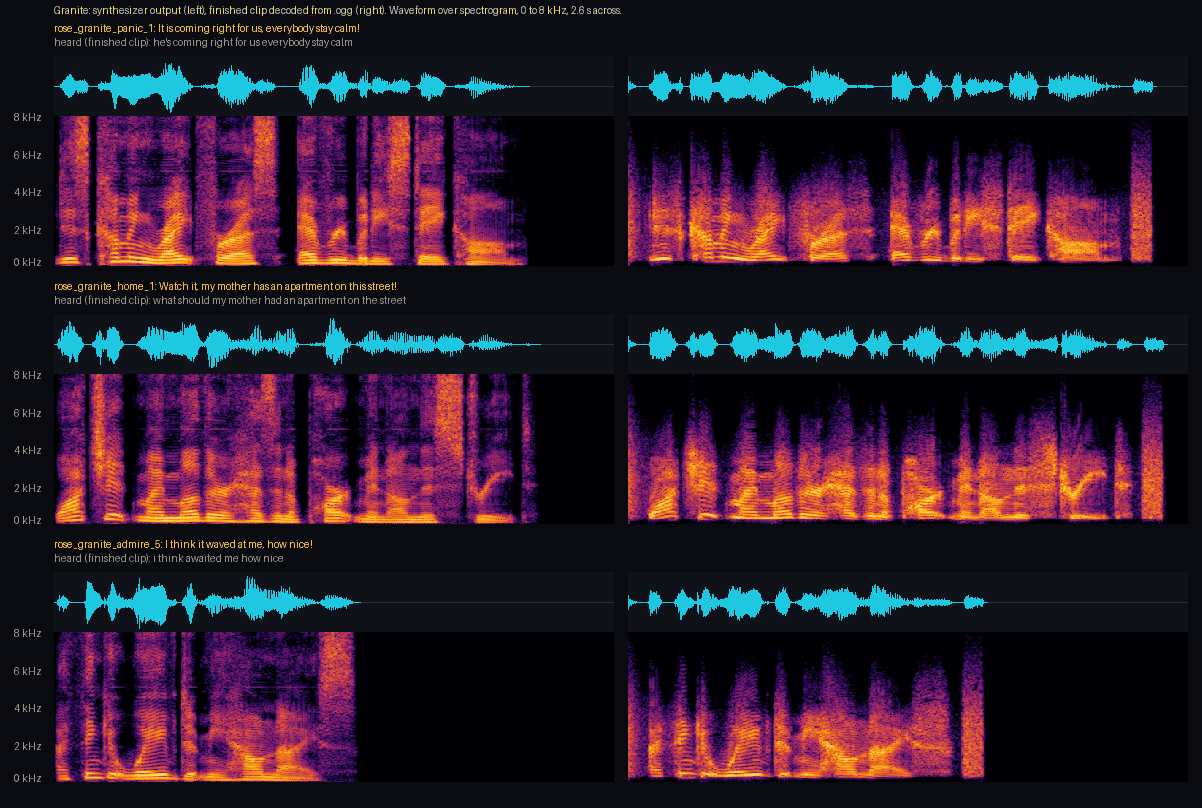 Granite: synthesizer output (left), finished clip decoded from .ogg (right). Waveform over spectrogram, 0 to 8 kHz, 2.6 s across.
rose_granite_panic_1: It is coming right for us, everybody stay calm!
heard (finished clip): he's coming right for us everybody stay calm
8 kHz
6 kHz
4 kHz
2 kHz
0 kHz
rose_granite_home_1: Watch it, my mother has an apartment on this street!
heard (finished clip): what should my mother had an apartment on the street
8 kHz
6 kHz
4 kHz
2 kHz
0 kHz
rose_granite_admire_5: I think it waved at me, how nice!
heard (finished clip): i think awaited me how nice
8 kHz
6 kHz
4 kHz
2 kHz
0 kHz